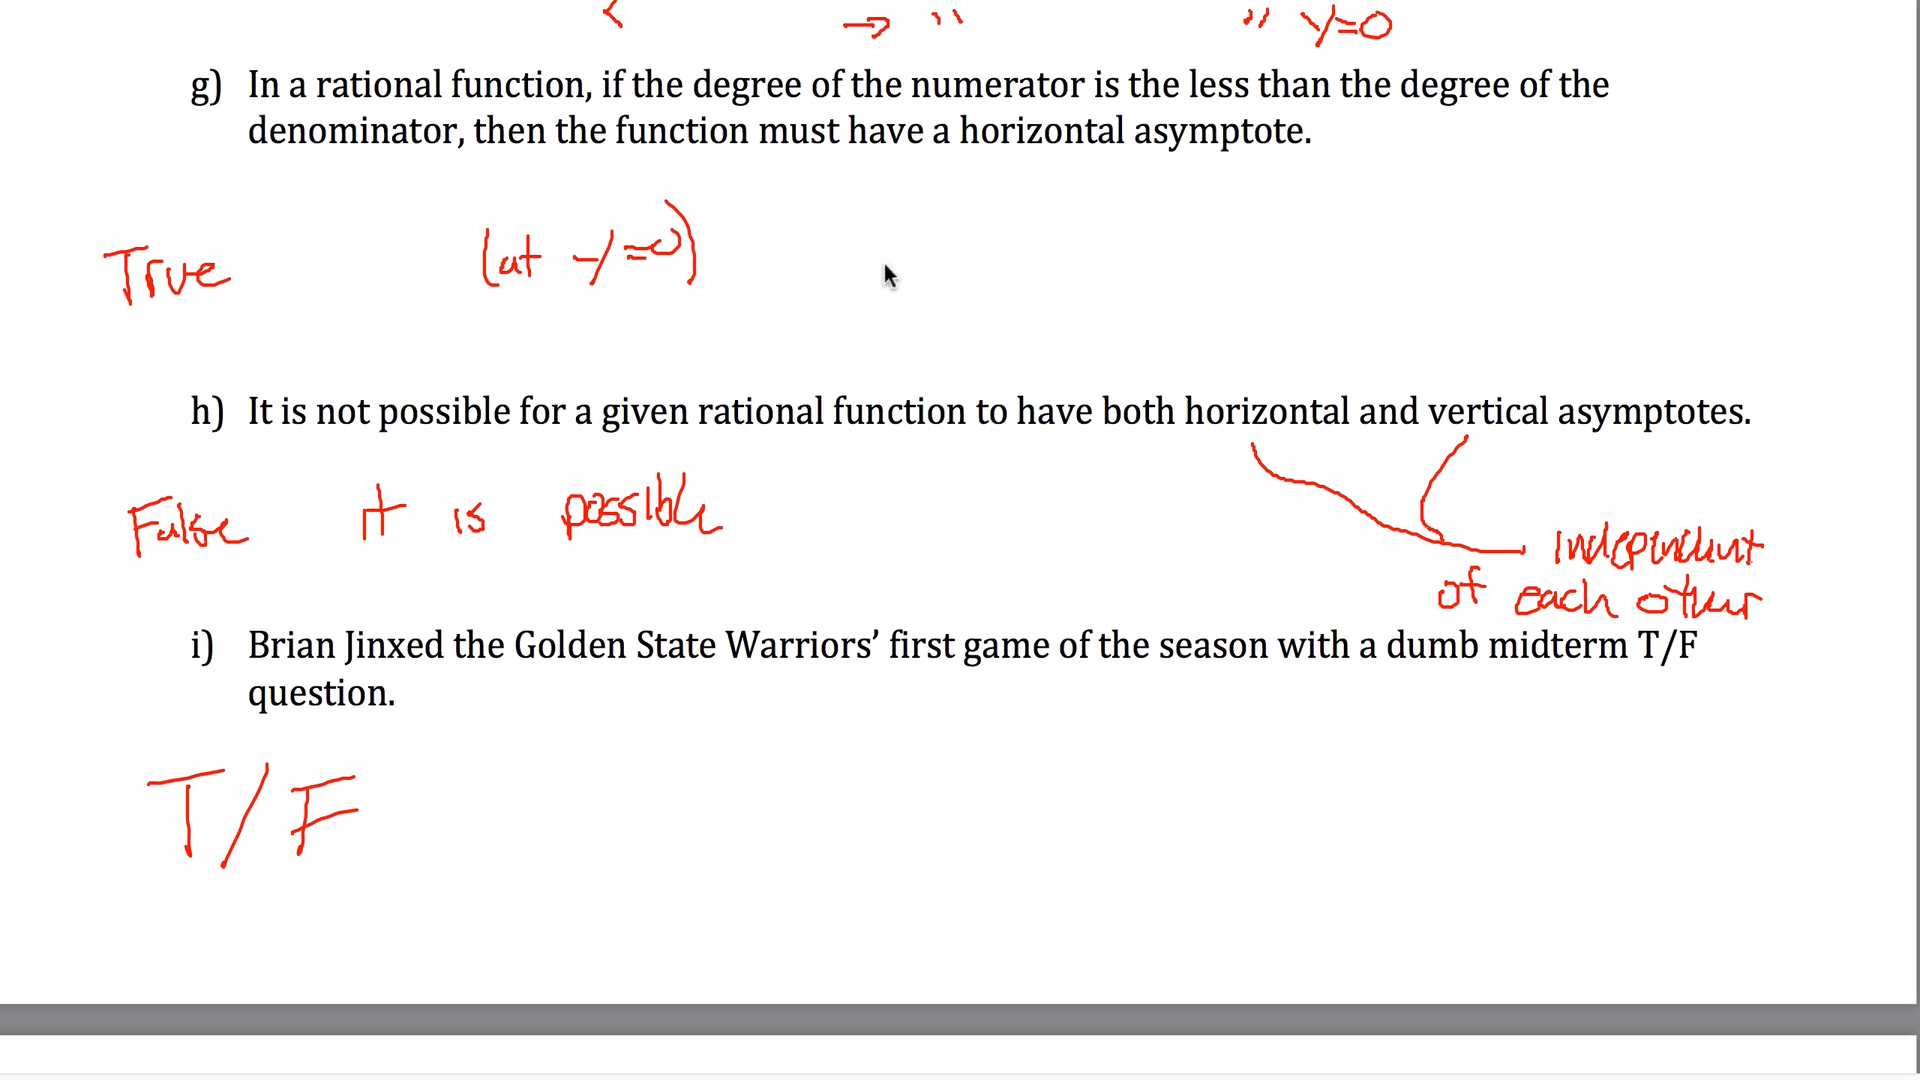 < → " " y=0
g) In a rational function, if the degree of the numerator is the less than the degree of the
denominator, then the function must have a horizontal asymptote.
True (at y=0)
h) It is not possible for a given rational function to have both horizontal and vertical asymptotes.
False it is possible
independent
of each other
i) Brian Jinxed the Golden State Warriors’ first game of the season with a dumb midterm T/F
question.
T/F